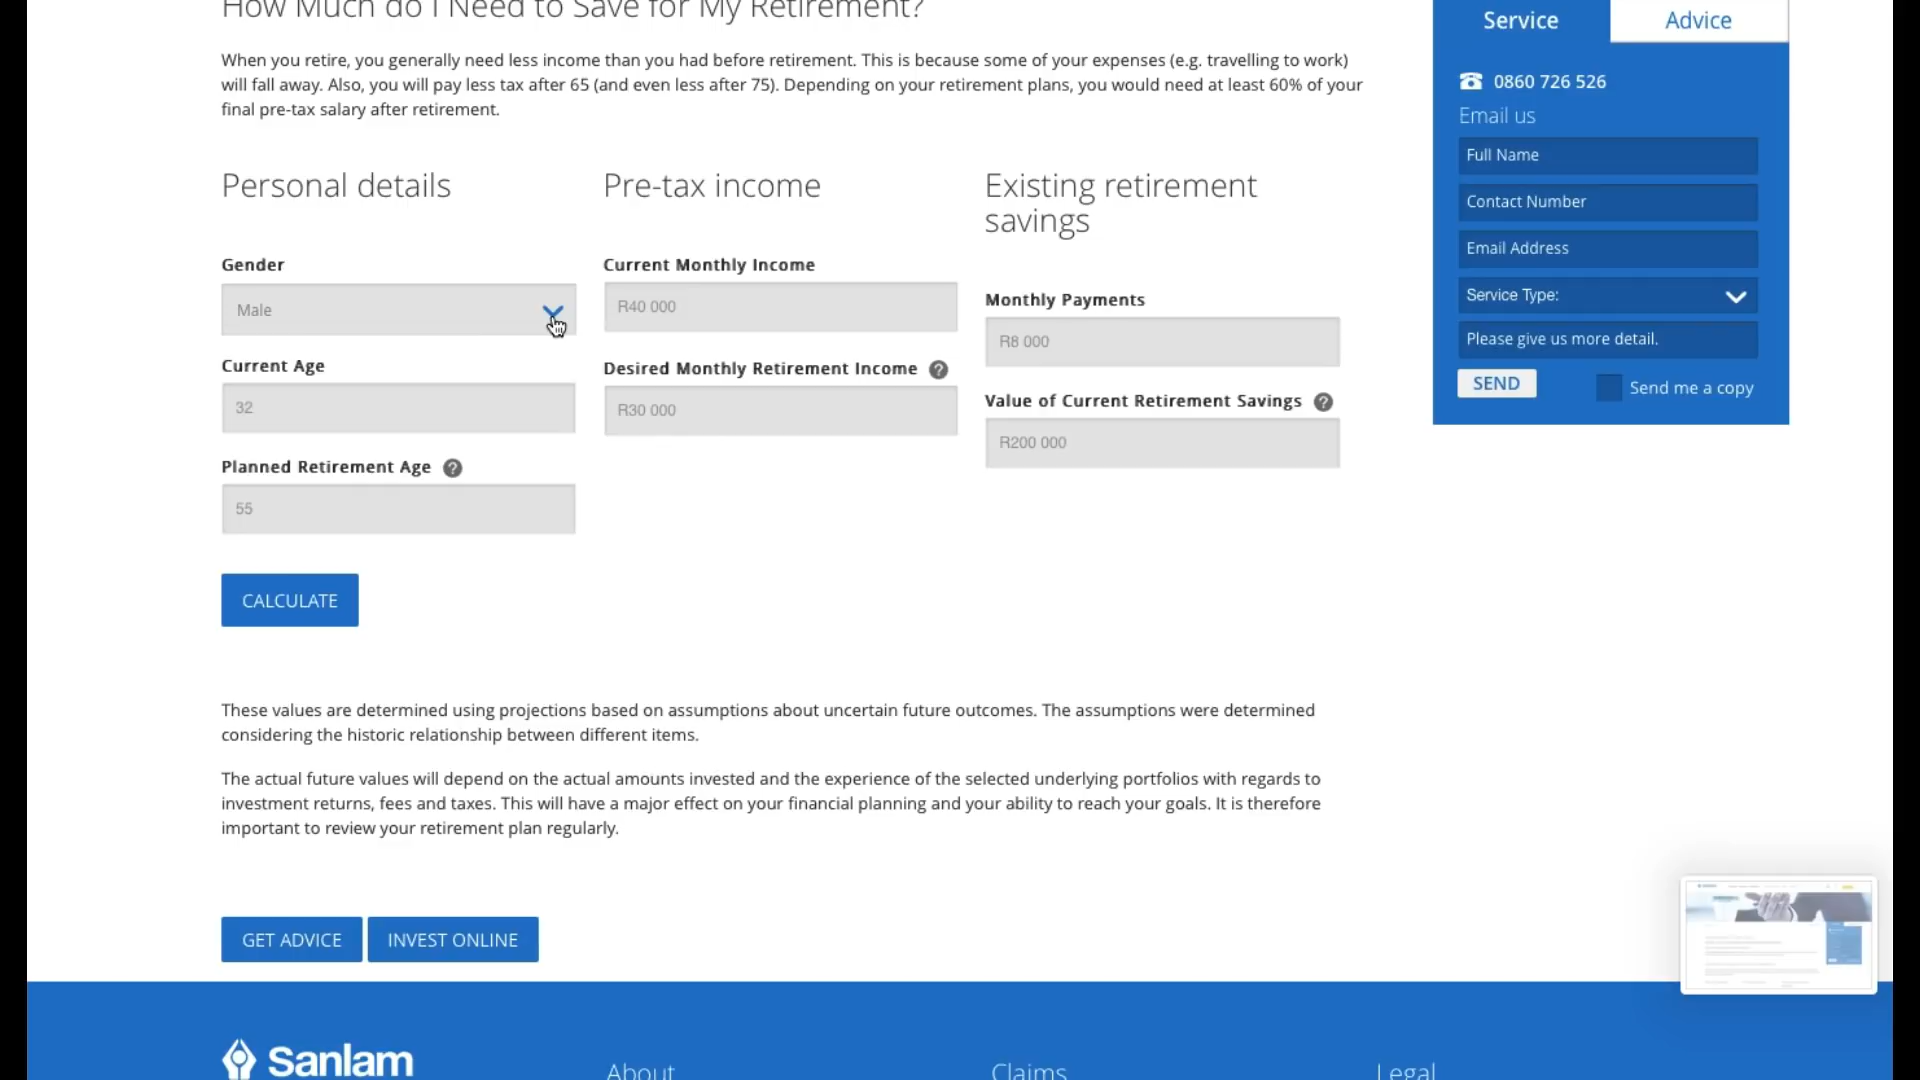 How Much do I Need to Save for My Retirement?
When you retire, you generally need less income than you had before retirement. This is because some of your expenses (e.g. travelling to work)
will fall away. Also, you will pay less tax after 65 (and even less after 75). Depending on your retirement plans, you would need at least 60% of your
final pre-tax salary after retirement.
Personal details
Gender
Male
Current Age
32
Planned Retirement Age ?
55
Pre-tax income
Current Monthly Income
R40 000
Desired Monthly Retirement Income ?
R30 000
Existing retirement
savings
Monthly Payments
R8 000
Value of Current Retirement Savings ?
R200 000
CALCULATE
These values are determined using projections based on assumptions about uncertain future outcomes. The assumptions were determined
considering the historic relationship between different items.
The actual future values will depend on the actual amounts invested and the experience of the selected underlying portfolios with regards to
investment returns, fees and taxes. This will have a major effect on your financial planning and your ability to reach your goals. It is therefore
important to review your retirement plan regularly.
GET ADVICE
INVEST ONLINE
Service
Advice
0860 726 526
Email us
Full Name
Contact Number
Email Address
Service Type:
Please give us more detail.
SEND
Send me a copy
Sanlam
About
Claims
Legal